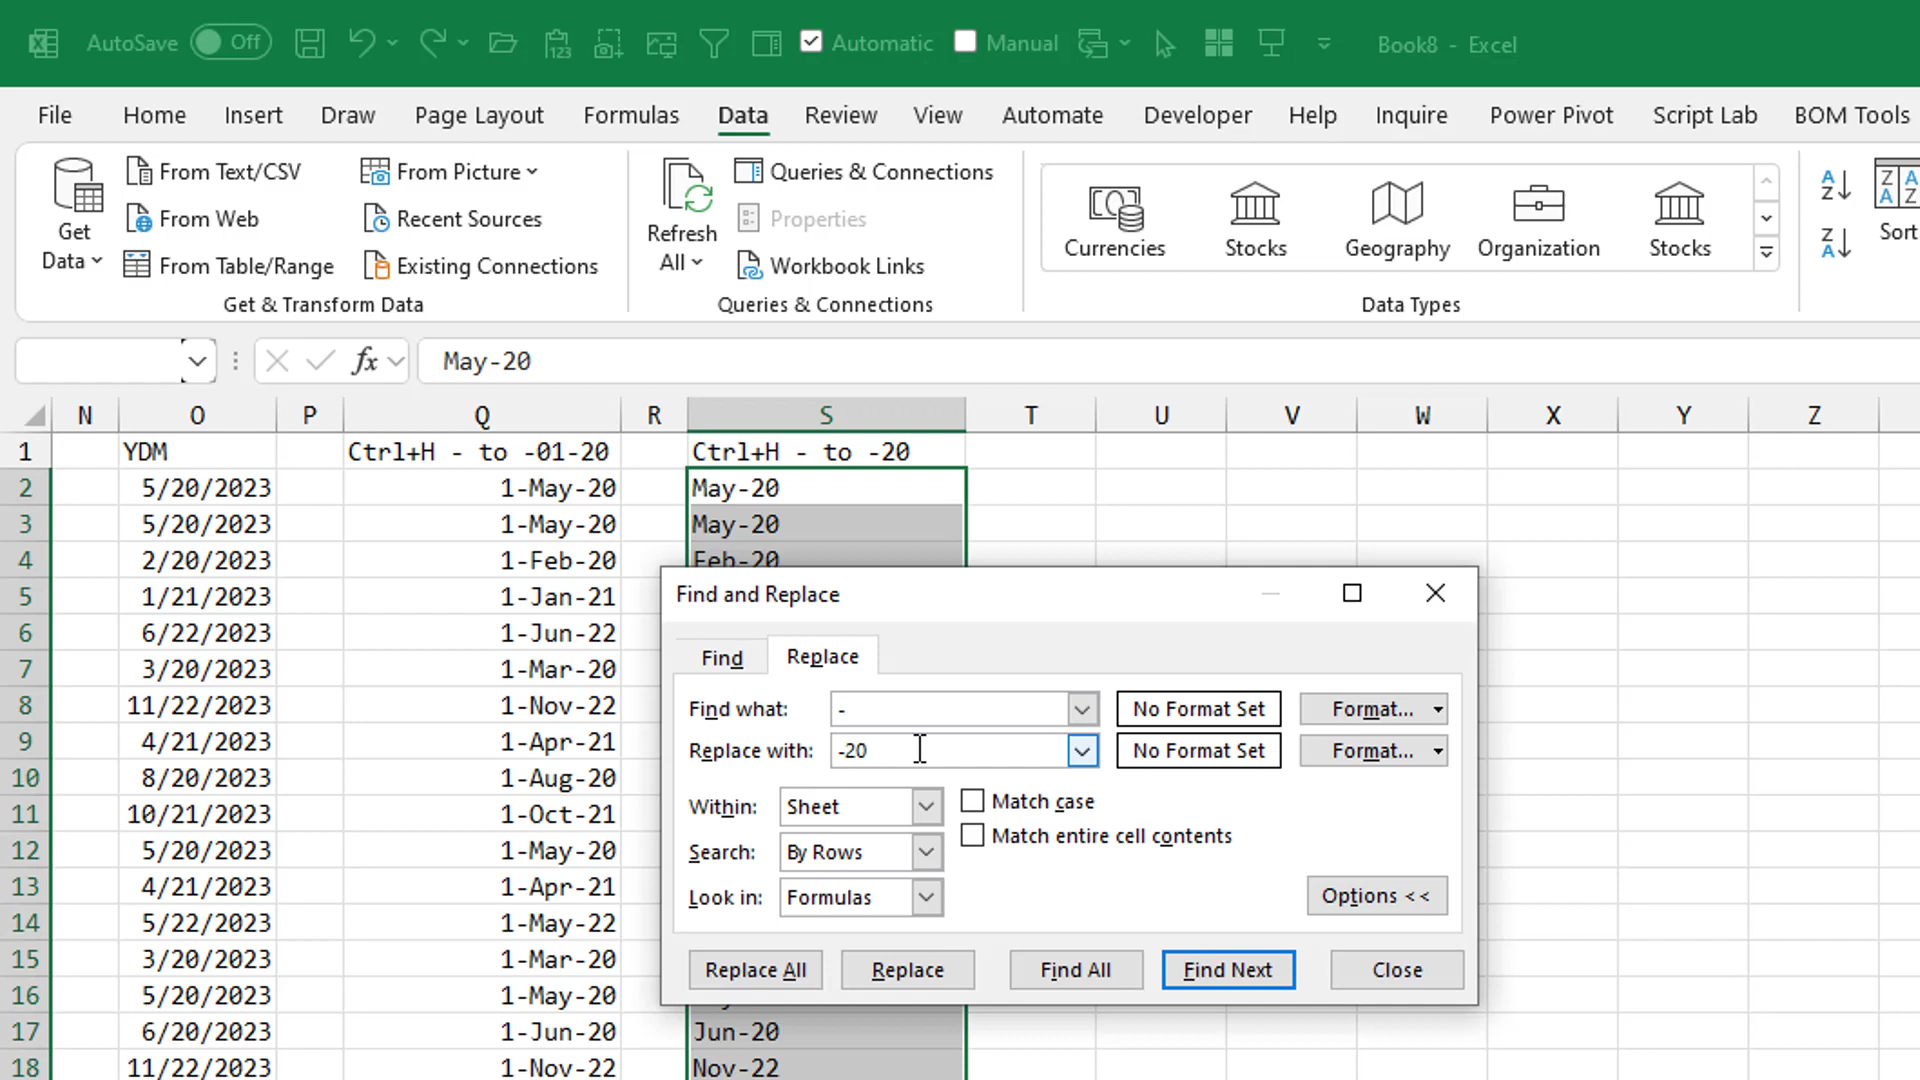 AutoSave Off 123 Automatic Manual Book8 - Excel
File Home Insert Draw Page Layout Formulas Data Review View Automate Developer Help Inquire Power Pivot Script Lab BOM Tools
Get Data
From Text/CSV
From Web
From Table/Range
From Picture
Recent Sources
Existing Connections
Get & Transform Data
Refresh All
Queries & Connections
Properties
Workbook Links
Queries & Connections
Currencies Stocks Geography Organization Stocks
Data Types
Sort
fx May-20
N O P Q R S T U V W X Y Z
1 YDM Ctrl+H - to -01-20 Ctrl+H - to -20
2 5/20/2023 1-May-20 May-20
3 5/20/2023 1-May-20 May-20
4 2/20/2023 1-Feb-20 Feb-20
5 1/21/2023 1-Jan-21
6 6/22/2023 1-Jun-22
7 3/20/2023 1-Mar-20
8 11/22/2023 1-Nov-22
9 4/21/2023 1-Apr-21
10 8/20/2023 1-Aug-20
11 10/21/2023 1-Oct-21
12 5/20/2023 1-May-20
13 4/21/2023 1-Apr-21
14 5/22/2023 1-May-22
15 3/20/2023 1-Mar-20
16 5/20/2023 1-May-20
17 6/20/2023 1-Jun-20 Jun-20
18 11/22/2023 1-Nov-22 Nov-22
Find and Replace
Find Replace
Find what: - No Format Set Format...
Replace with: -20 No Format Set Format...
Within: Sheet Match case
Match entire cell contents
Search: By Rows
Look in: Formulas Options <<
Replace All Replace Find All Find Next Close